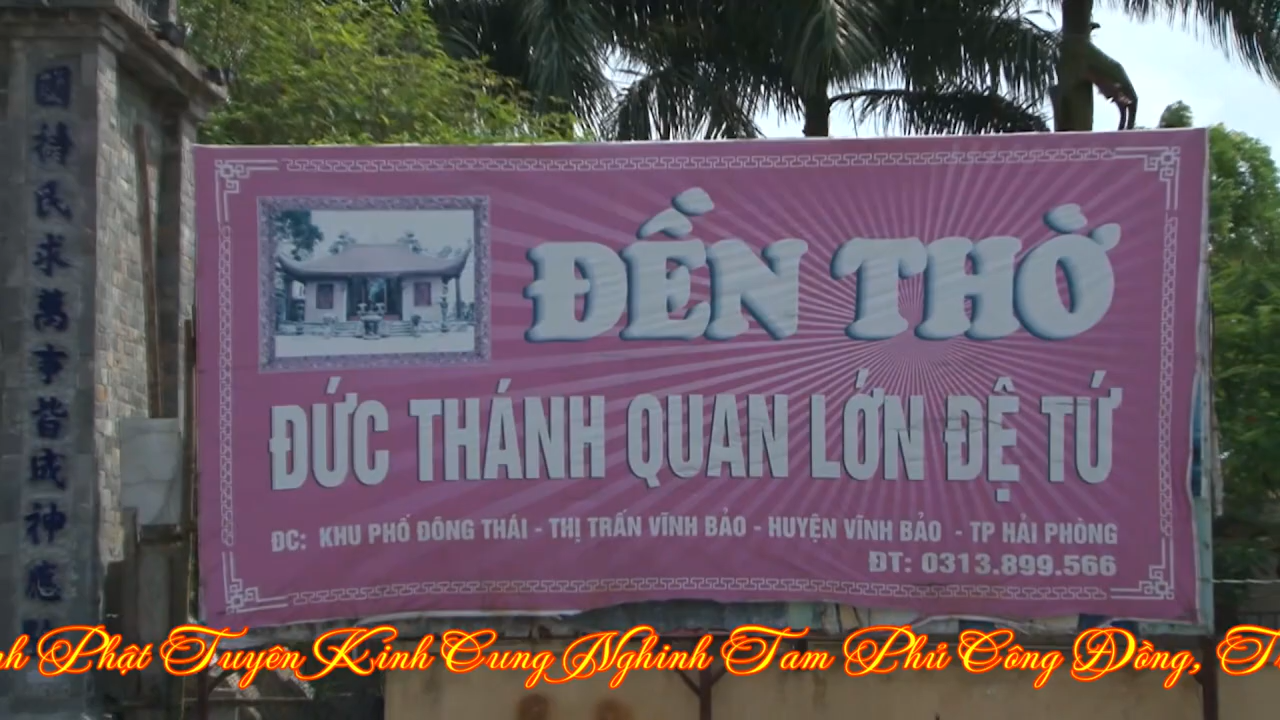 國禱民求萬事皆成神應
ĐỀN THỜ
ĐỨC THÁNH QUAN LỚN ĐỆ TỨ
ĐC: KHU PHỐ ĐÔNG THÁI - THỊ TRẤN VĨNH BẢO - HUYỆN VĨNH BẢO - TP HẢI PHÒNG
ĐT: 0313.899.566
Phật Tuyên Kinh Cung Nghinh Tam Phủ Công Đồng,